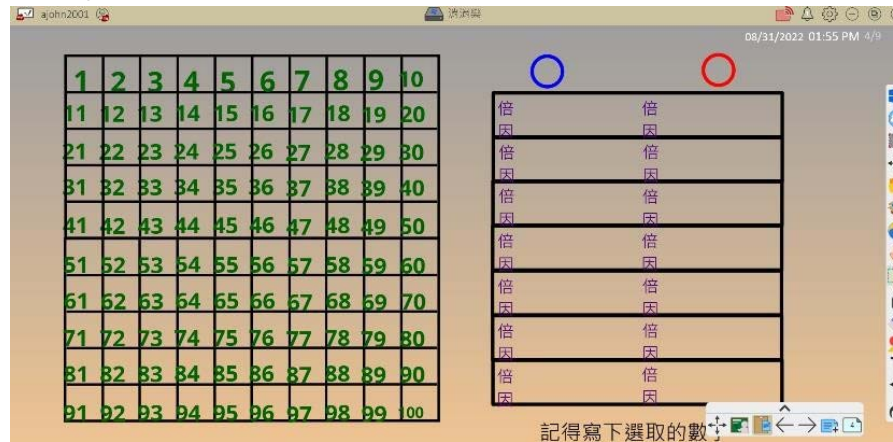 ajohn2001
08/31/2022 01:55 PM 4/9
1 2 3 4 5 6 7 8 9 10
11 12 13 14 15 16 17 18 19 20
21 22 23 24 25 26 27 28 29 30
31 32 33 34 35 36 37 38 39 40
41 42 43 44 45 46 47 48 49 50
51 52 53 54 55 56 57 58 59 60
61 62 63 64 65 66 67 68 69 70
71 72 73 74 75 76 77 78 79 80
81 82 83 84 85 86 87 88 89 90
91 92 93 94 95 96 97 98 99 100
倍 倍
因 因
倍 倍
因 因
倍 倍
因 因
倍 倍
因 因
倍 倍
因 因
倍 倍
因 因
倍 倍
因 因
記得寫下選取的數